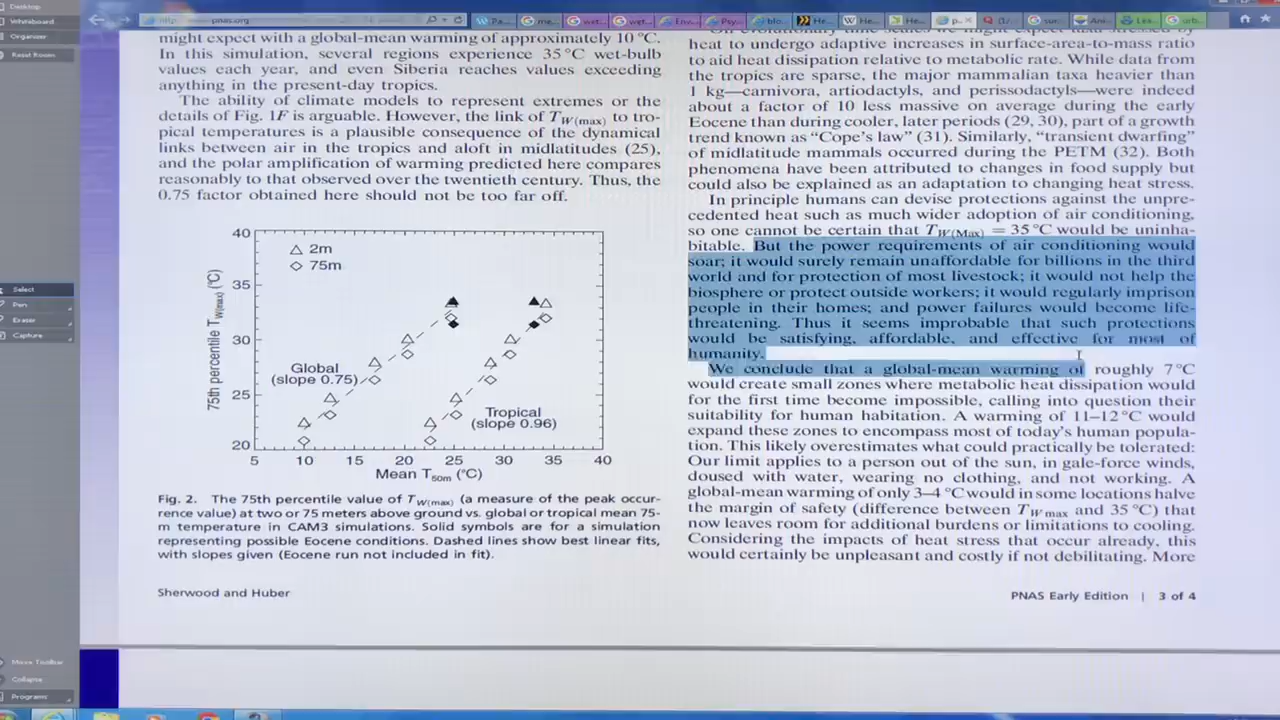 Desktop
Whiteboard
Organizer
Reset Room
Select
Pen
Eraser
Capture
Move Toolbar
Collapse
Programs
www.pnas.org
might expect with a global-mean warming of approximately 10 °C.
In this simulation, several regions experience 35 °C wet-bulb
values each year, and even Siberia reaches values exceeding
anything in the present-day tropics.
The ability of climate models to represent extremes or the
details of Fig. 1F is arguable. However, the link of TW(max) to tro-
pical temperatures is a plausible consequence of the dynamical
links between air in the tropics and aloft in midlatitudes (25),
and the polar amplification of warming predicted here compares
reasonably to that observed over the twentieth century. Thus, the
0.75 factor obtained here should not be too far off.
40
35
30
25
20
75th percentile TW(max) (°C)
2m
75m
Global
(slope 0.75)
Tropical
(slope 0.96)
5 10 15 20 25 30 35 40
Mean T50m (°C)
Fig. 2. The 75th percentile value of TW(max) (a measure of the peak occur-
rence value) at two or 75 meters above ground vs. global or tropical mean 75-
m temperature in CAM3 simulations. Solid symbols are for a simulation
representing possible Eocene conditions. Dashed lines show best linear fits,
with slopes given (Eocene run not included in fit).
Sherwood and Huber
heat to undergo adaptive increases in surface-area-to-mass ratio
to aid heat dissipation relative to metabolic rate. While data from
the tropics are sparse, the major mammalian taxa heavier than
1 kg—carnivora, artiodactyls, and perissodactyls—were indeed
about a factor of 10 less massive on average during the early
Eocene than during cooler, later periods (29, 30), part of a growth
trend known as “Cope’s law” (31). Similarly, “transient dwarfing”
of midlatitude mammals occurred during the PETM (32). Both
phenomena have been attributed to changes in food supply but
could also be explained as an adaptation to changing heat stress.
In principle humans can devise protections against the unpre-
cedented heat such as much wider adoption of air conditioning,
so one cannot be certain that TW(Max) = 35 °C would be uninha-
bitable. But the power requirements of air conditioning would
soar; it would surely remain unaffordable for billions in the third
world and for protection of most livestock; it would not help the
biosphere or protect outside workers; it would regularly imprison
people in their homes; and power failures would become life-
threatening. Thus it seems improbable that such protections
would be satisfying, affordable, and effective for most of
humanity.
We conclude that a global-mean warming of roughly 7 °C
would create small zones where metabolic heat dissipation would
for the first time become impossible, calling into question their
suitability for human habitation. A warming of 11–12 °C would
expand these zones to encompass most of today’s human popula-
tion. This likely overestimates what could practically be tolerated:
Our limit applies to a person out of the sun, in gale-force winds,
doused with water, wearing no clothing, and not working. A
global-mean warming of only 3–4 °C would in some locations halve
the margin of safety (difference between TW max and 35 °C) that
now leaves room for additional burdens or limitations to cooling.
Considering the impacts of heat stress that occur already, this
would certainly be unpleasant and costly if not debilitating. More
PNAS Early Edition | 3 of 4